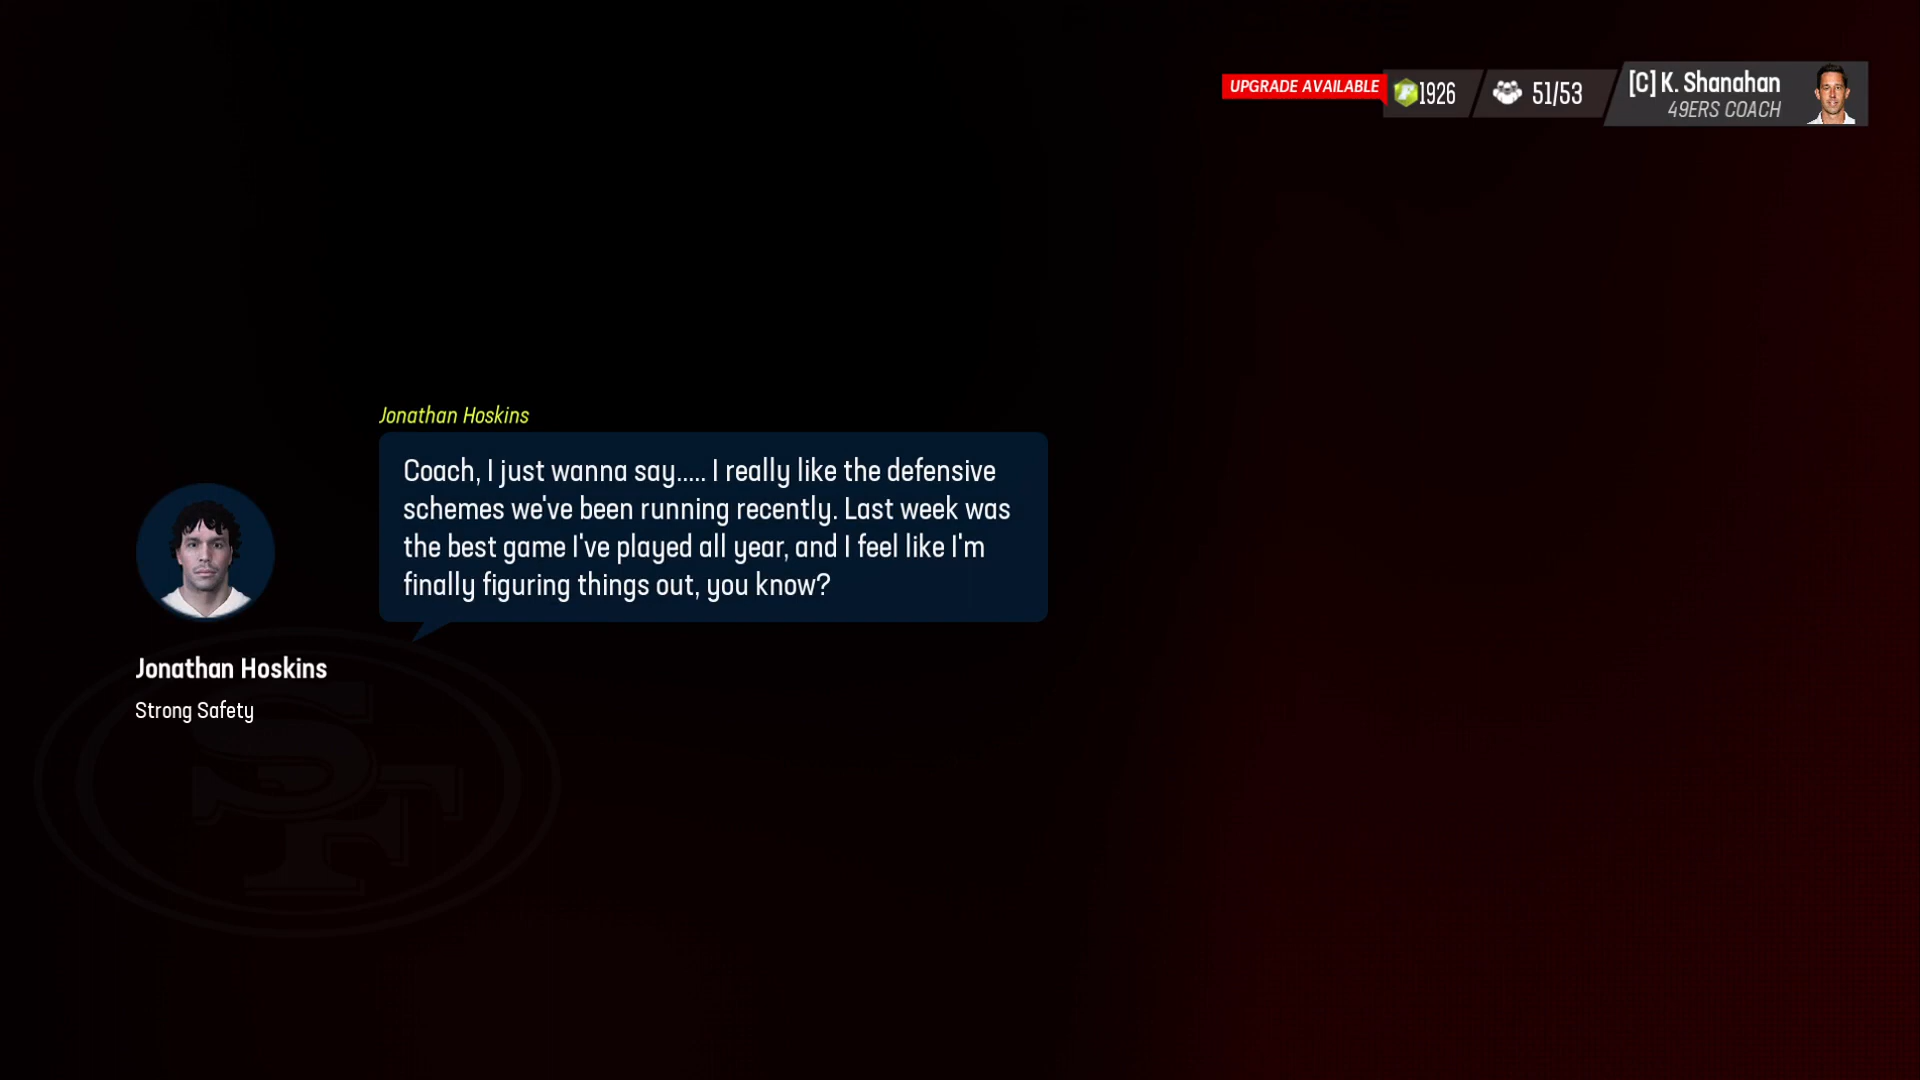 UPGRADE AVAILABLE
1926
51/53
[C] K. Shanahan
49ERS COACH
Jonathan Hoskins
Coach, I just wanna say..... I really like the defensive
schemes we've been running recently. Last week was
the best game I've played all year, and I feel like I'm
finally figuring things out, you know?
Jonathan Hoskins
Strong Safety
SF